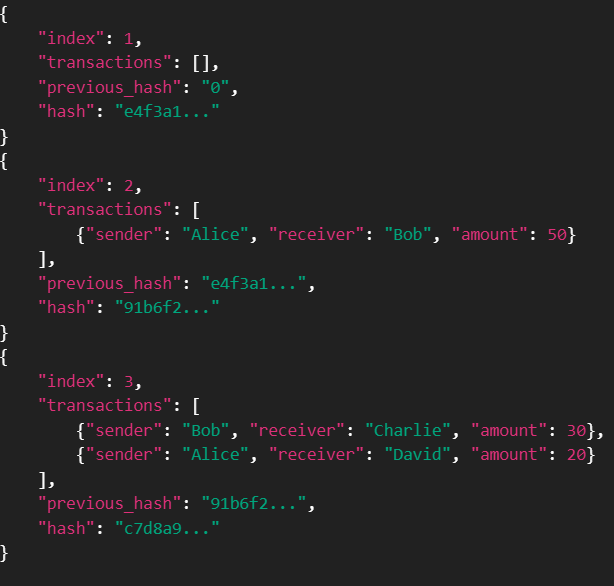 {
    "index": 1,
    "transactions": [],
    "previous_hash": "0",
    "hash": "e4f3a1..."
}
{
    "index": 2,
    "transactions": [
        {"sender": "Alice", "receiver": "Bob", "amount": 50}
    ],
    "previous_hash": "e4f3a1...",
    "hash": "91b6f2..."
}
{
    "index": 3,
    "transactions": [
        {"sender": "Bob", "receiver": "Charlie", "amount": 30},
        {"sender": "Alice", "receiver": "David", "amount": 20}
    ],
    "previous_hash": "91b6f2...",
    "hash": "c7d8a9..."
}